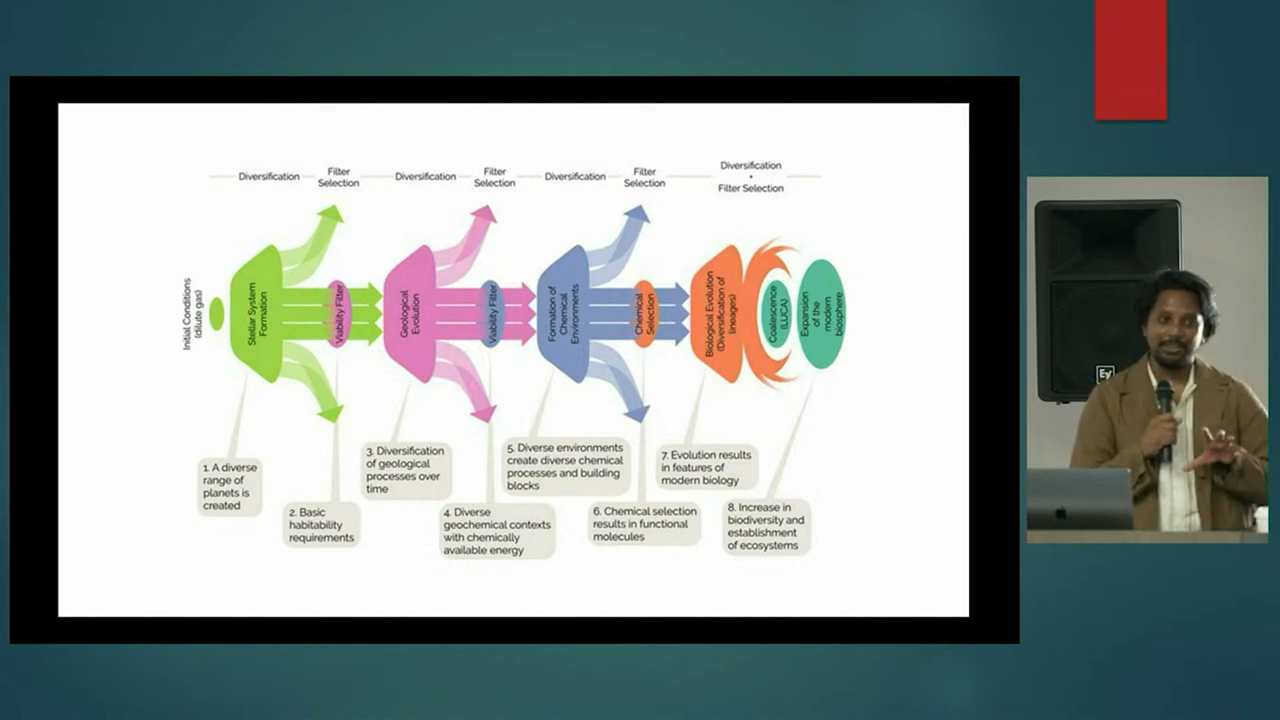 Diversification
Filter
Selection
Diversification
Filter
Selection
Diversification
Filter
Selection
Diversification
+
Filter Selection
Initial Conditions
(dilute gas)
Stellar System
Formation
Viability Filter
Geological
Evolution
Viability Filter
Formation of
Chemical
Environments
Chemical
Selection
Biological Evolution
(Diversification of
lineages)
Coalescence
(LUCA)
Expansion
of the
modern
biosphere
1. A diverse
range of
planets is
created
2. Basic
habitability
requirements
3. Diversification
of geological
processes over
time
4. Diverse
geochemical contexts
with chemically
available energy
5. Diverse environments
create diverse chemical
processes and building
blocks
6. Chemical selection
results in functional
molecules
7. Evolution results
in features of
modern biology
8. Increase in
biodiversity and
establishment
of ecosystems
EV